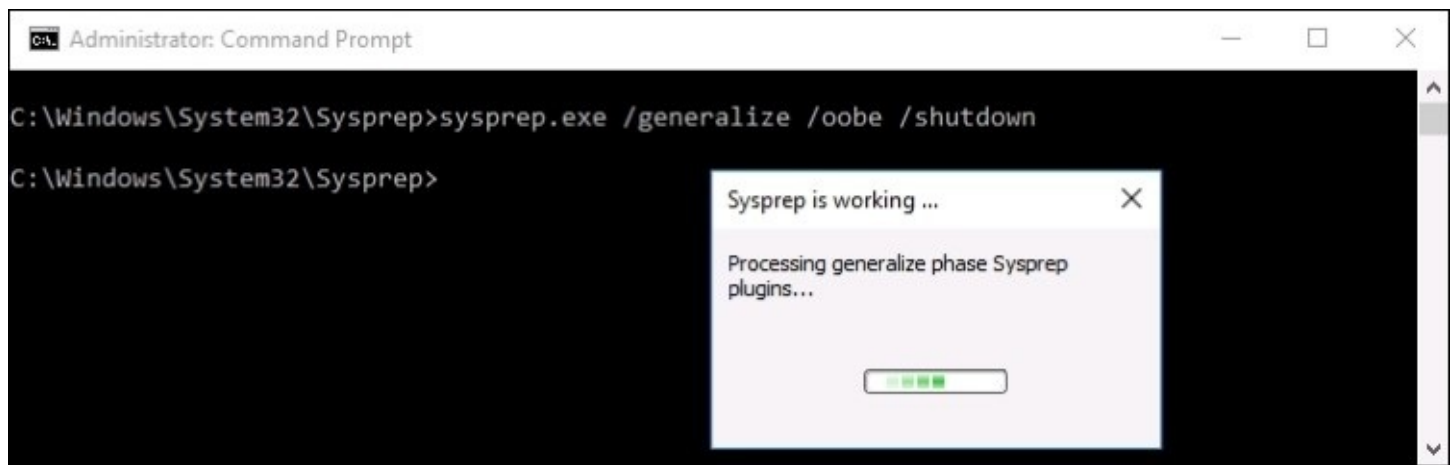 Administrator: Command Prompt
C:\Windows\System32\Sysprep>sysprep.exe /generalize /oobe /shutdown
C:\Windows\System32\Sysprep>
Sysprep is working ...
Processing generalize phase Sysprep
plugins...